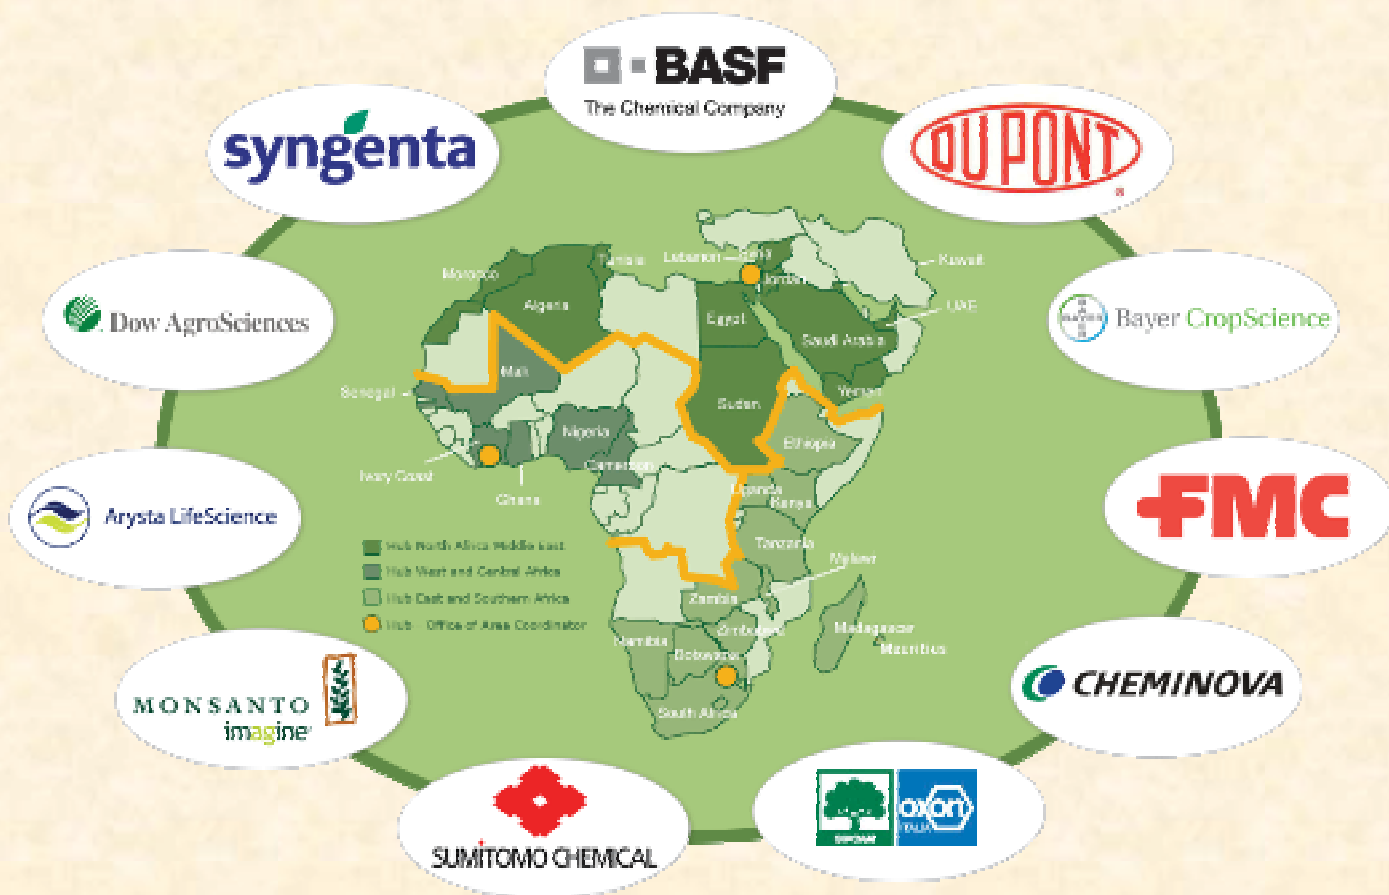 BASF
The Chemical Company
syngenta
DUPONT
Dow AgroSciences
BAYER
Bayer CropScience
Arysta LifeScience
FMC
MONSANTO
imagine
CHEMINOVA
SUMITOMO CHEMICAL
SIPCAM
oxon
ITALIA
Morocco
Tunisia
Lebanon
Syria
Jordan
Kuwait
UAE
Algeria
Egypt
Saudi Arabia
Yemen
Senegal
Mali
Sudan
Nigeria
Ethiopia
Cameroon
Ivory Coast
Ghana
Uganda
Kenya
Tanzania
Malawi
Zambia
Zimbabwe
Madagascar
Mauritius
Namibia
Botswana
South Africa
Hub North Africa Middle East
Hub West and Central Africa
Hub East and Southern Africa
Hub - Office of Area Coordinator